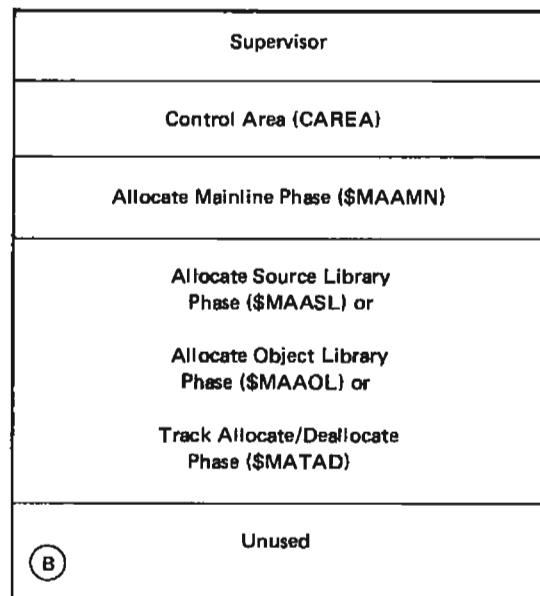 Supervisor
Control Area (CAREA)
Allocate Mainline Phase ($MAAMN)
Allocate Source Library
Phase ($MAASL) or
Allocate Object Library
Phase ($MAAOL) or
Track Allocate/Deallocate
Phase ($MATAD)
Unused
B